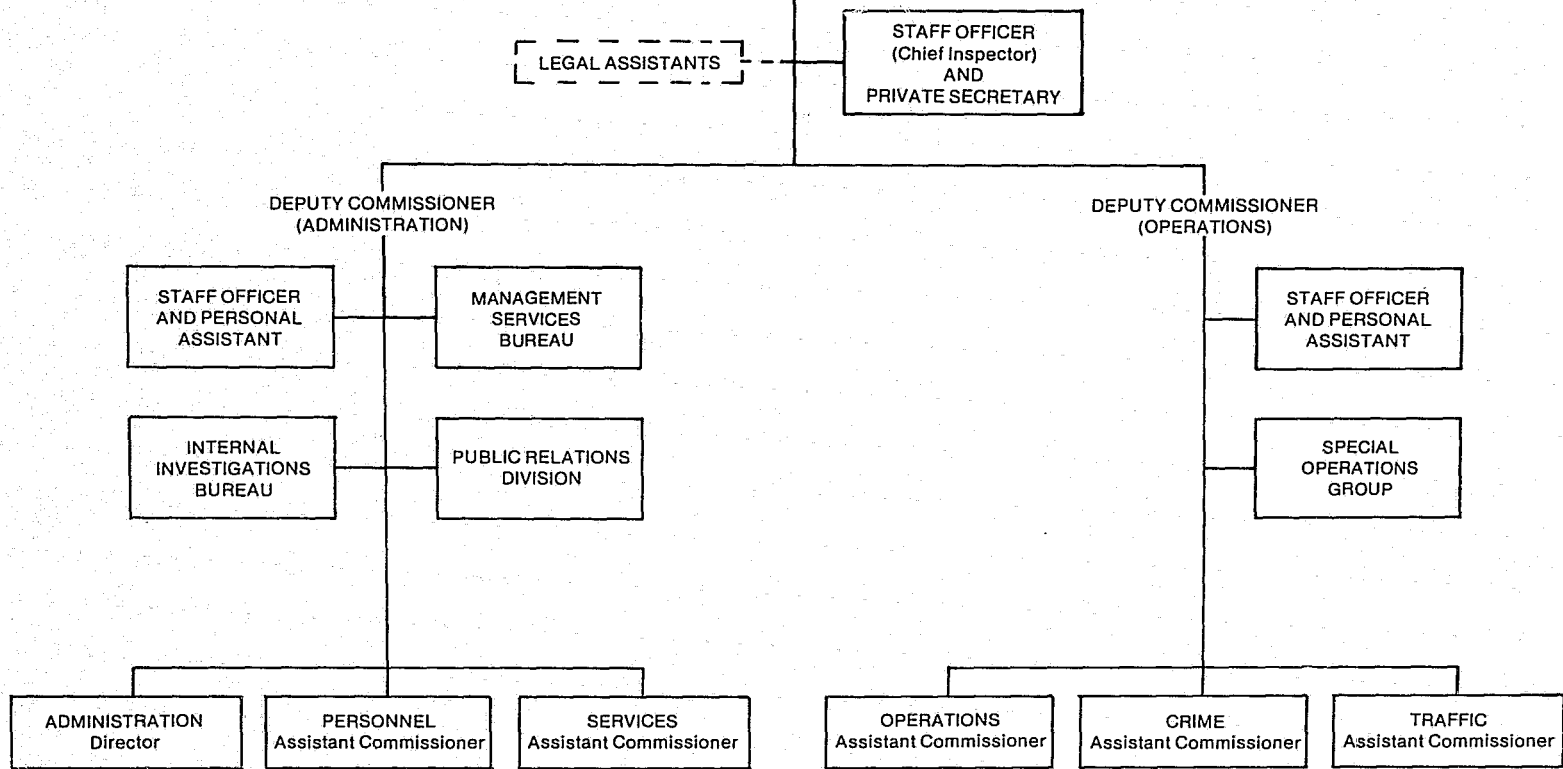 LEGAL ASSISTANTS
STAFF OFFICER
(Chief Inspector)
AND
PRIVATE SECRETARY
DEPUTY COMMISSIONER
(ADMINISTRATION)
DEPUTY COMMISSIONER
(OPERATIONS)
STAFF OFFICER
AND PERSONAL
ASSISTANT
MANAGEMENT
SERVICES
BUREAU
STAFF OFFICER
AND PERSONAL
ASSISTANT
INTERNAL
INVESTIGATIONS
BUREAU
PUBLIC RELATIONS
DIVISION
SPECIAL
OPERATIONS
GROUP
ADMINISTRATION
Director
PERSONNEL
Assistant Commissioner
SERVICES
Assistant Commissioner
OPERATIONS
Assistant Commissioner
CRIME
Assistant Commissioner
TRAFFIC
Assistant Commissioner